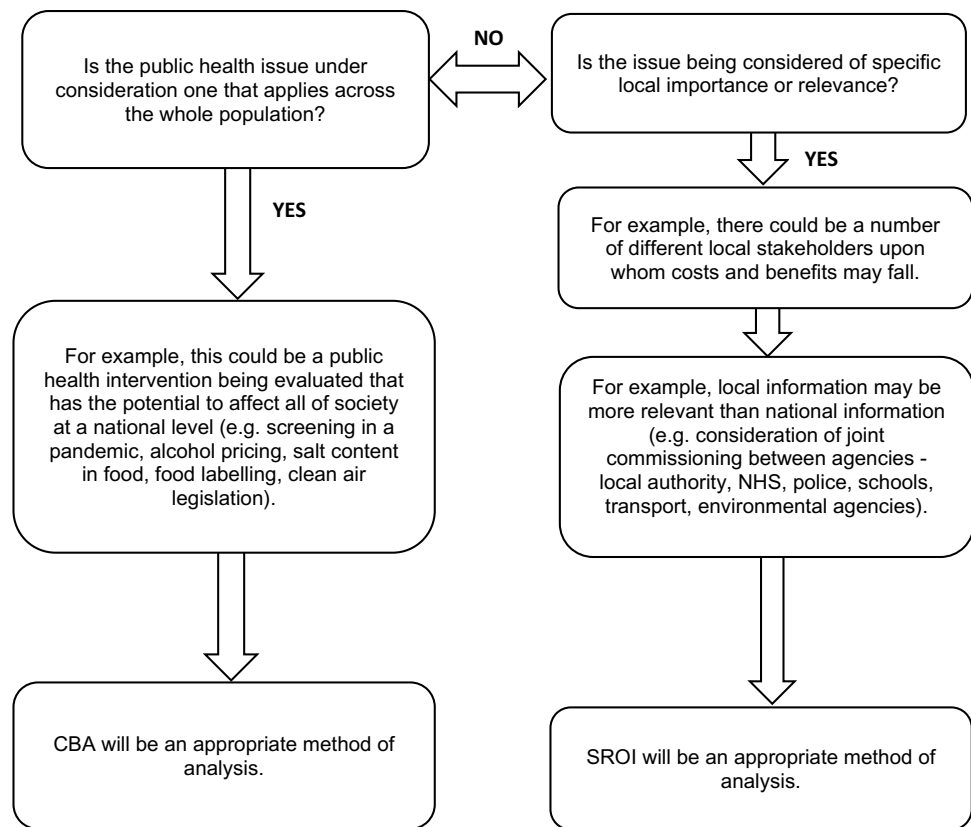 Is the public health issue under
consideration one that applies across
the whole population?
NO
Is the issue being considered of specific
local importance or relevance?
YES
YES
For example, this could be a public
health intervention being evaluated that
has the potential to affect all of society
at a national level (e.g. screening in a
pandemic, alcohol pricing, salt content
in food, food labelling, clean air
legislation).
For example, there could be a number
of different local stakeholders upon
whom costs and benefits may fall.
For example, local information may be
more relevant than national information
(e.g. consideration of joint
commissioning between agencies -
local authority, NHS, police, schools,
transport, environmental agencies).
CBA will be an appropriate method of
analysis.
SROI will be an appropriate method of
analysis.